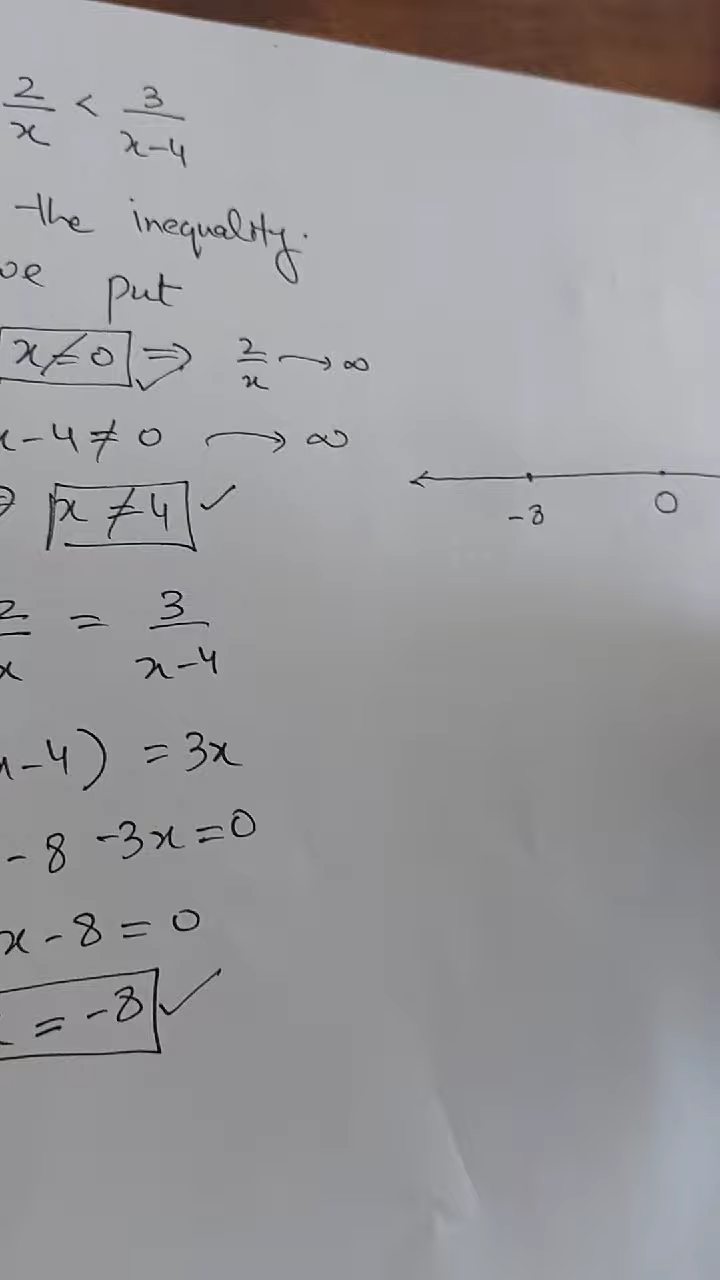 2/x < 3/(x-4)
the inequality.
put
x≠0 ⇒ 2/x → ∞
x-4≠0 → ∞
x≠4 ✓
-8 0
2/x = 3/(x-4)
x-4) = 3x
-8 -3x=0
x-8=0
= -8 ✓